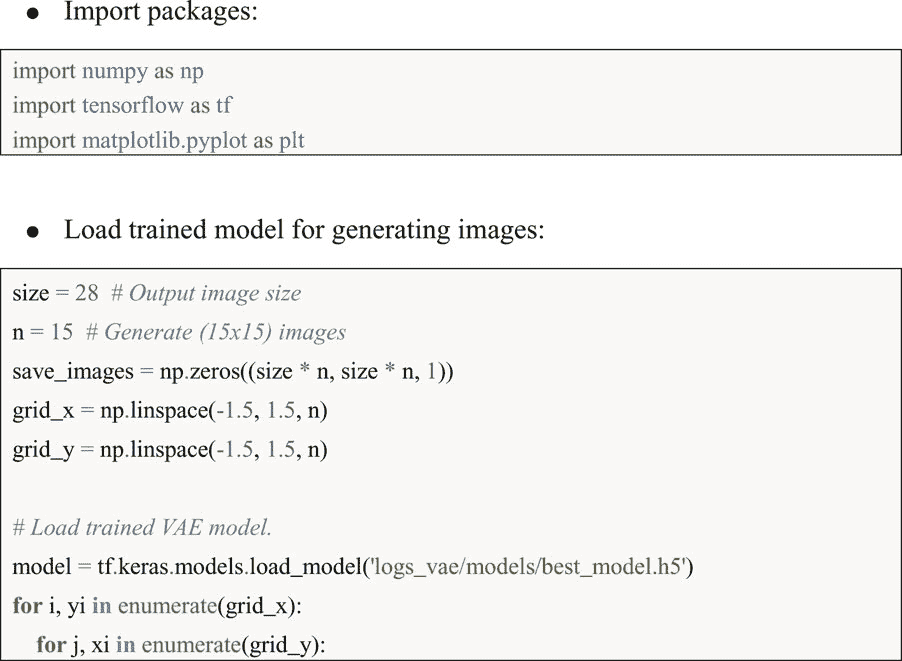 ● Import packages:
import numpy as np
import tensorflow as tf
import matplotlib.pyplot as plt
● Load trained model for generating images:
size = 28  # Output image size
n = 15  # Generate (15x15) images
save_images = np.zeros((size * n, size * n, 1))
grid_x = np.linspace(-1.5, 1.5, n)
grid_y = np.linspace(-1.5, 1.5, n)
# Load trained VAE model.
model = tf.keras.models.load_model('logs_vae/models/best_model.h5')
for i, yi in enumerate(grid_x):
    for j, xi in enumerate(grid_y):